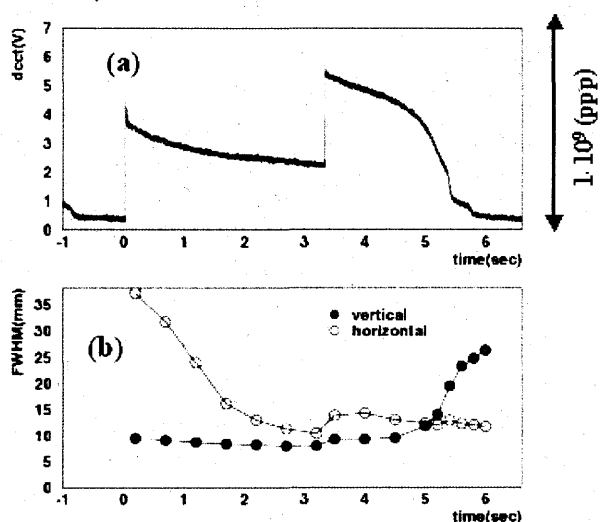 dcct(V)
7
6
5
4
3
2
1
0
(a)
-1 0 1 2 3 4 5 6
time(sec)
1·10⁹ (ppp)
FWHM(mm)
35
30
25
20
15
10
5
0
(b)
vertical
horizontal
-1 0 1 2 3 4 5 6
time(sec)